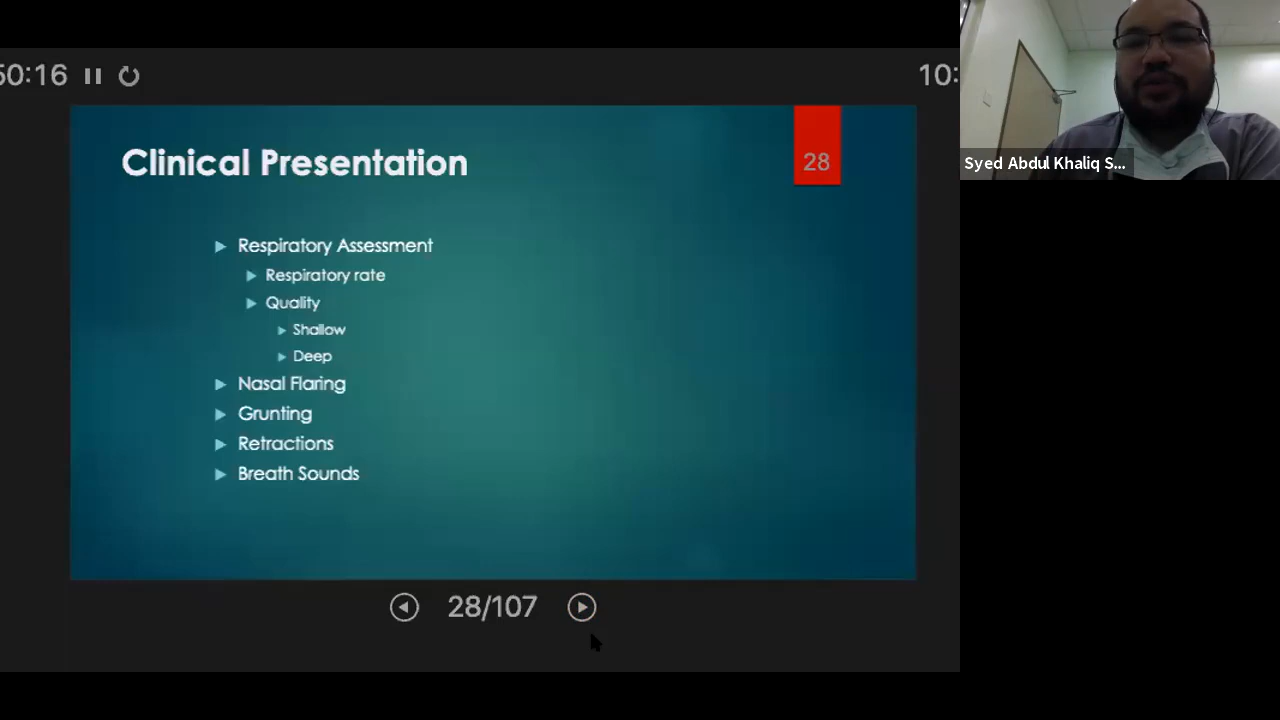 50:16
10:
Clinical Presentation
28
Respiratory Assessment
Respiratory rate
Quality
Shallow
Deep
Nasal Flaring
Grunting
Retractions
Breath Sounds
28/107
Syed Abdul Khaliq S...